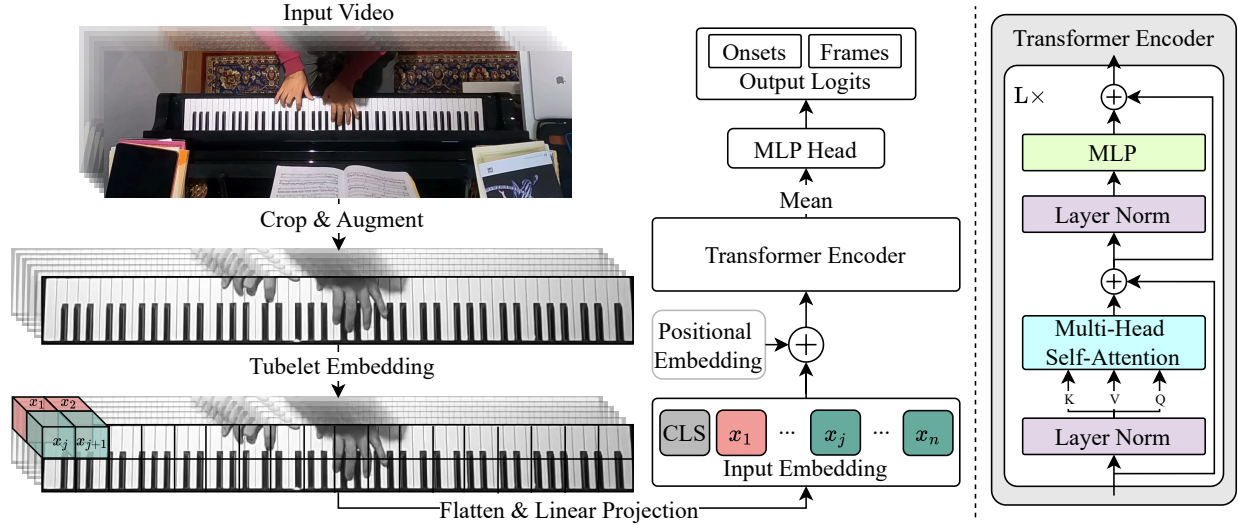 Input Video
Crop & Augment
Tubelet Embedding
x₁ x₂
xⱼ xⱼ₊₁
Flatten & Linear Projection
Onsets Frames
Output Logits
MLP Head
Mean
Transformer Encoder
Positional
Embedding
CLS x₁ ... xⱼ ... xₙ
Input Embedding
Transformer Encoder
L×
MLP
Layer Norm
Multi-Head
Self-Attention
K V Q
Layer Norm